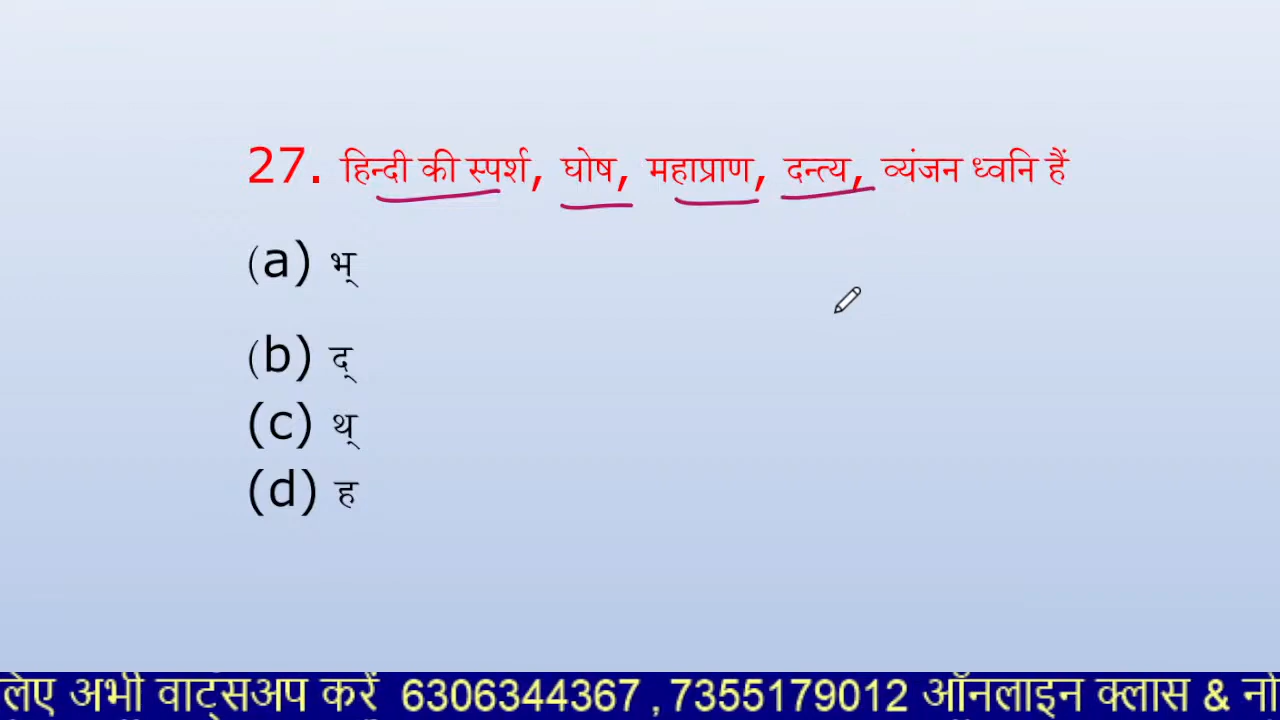 27. हिन्दी की स्पर्श, घोष, महाप्राण, दन्त्य, व्यंजन ध्वनि हैं
(a) भ्
(b) द्
(c) थ्
(d) ह
लिए अभी वाट्सअप करें 6306344367 ,7355179012 ऑनलाइन क्लास & नो